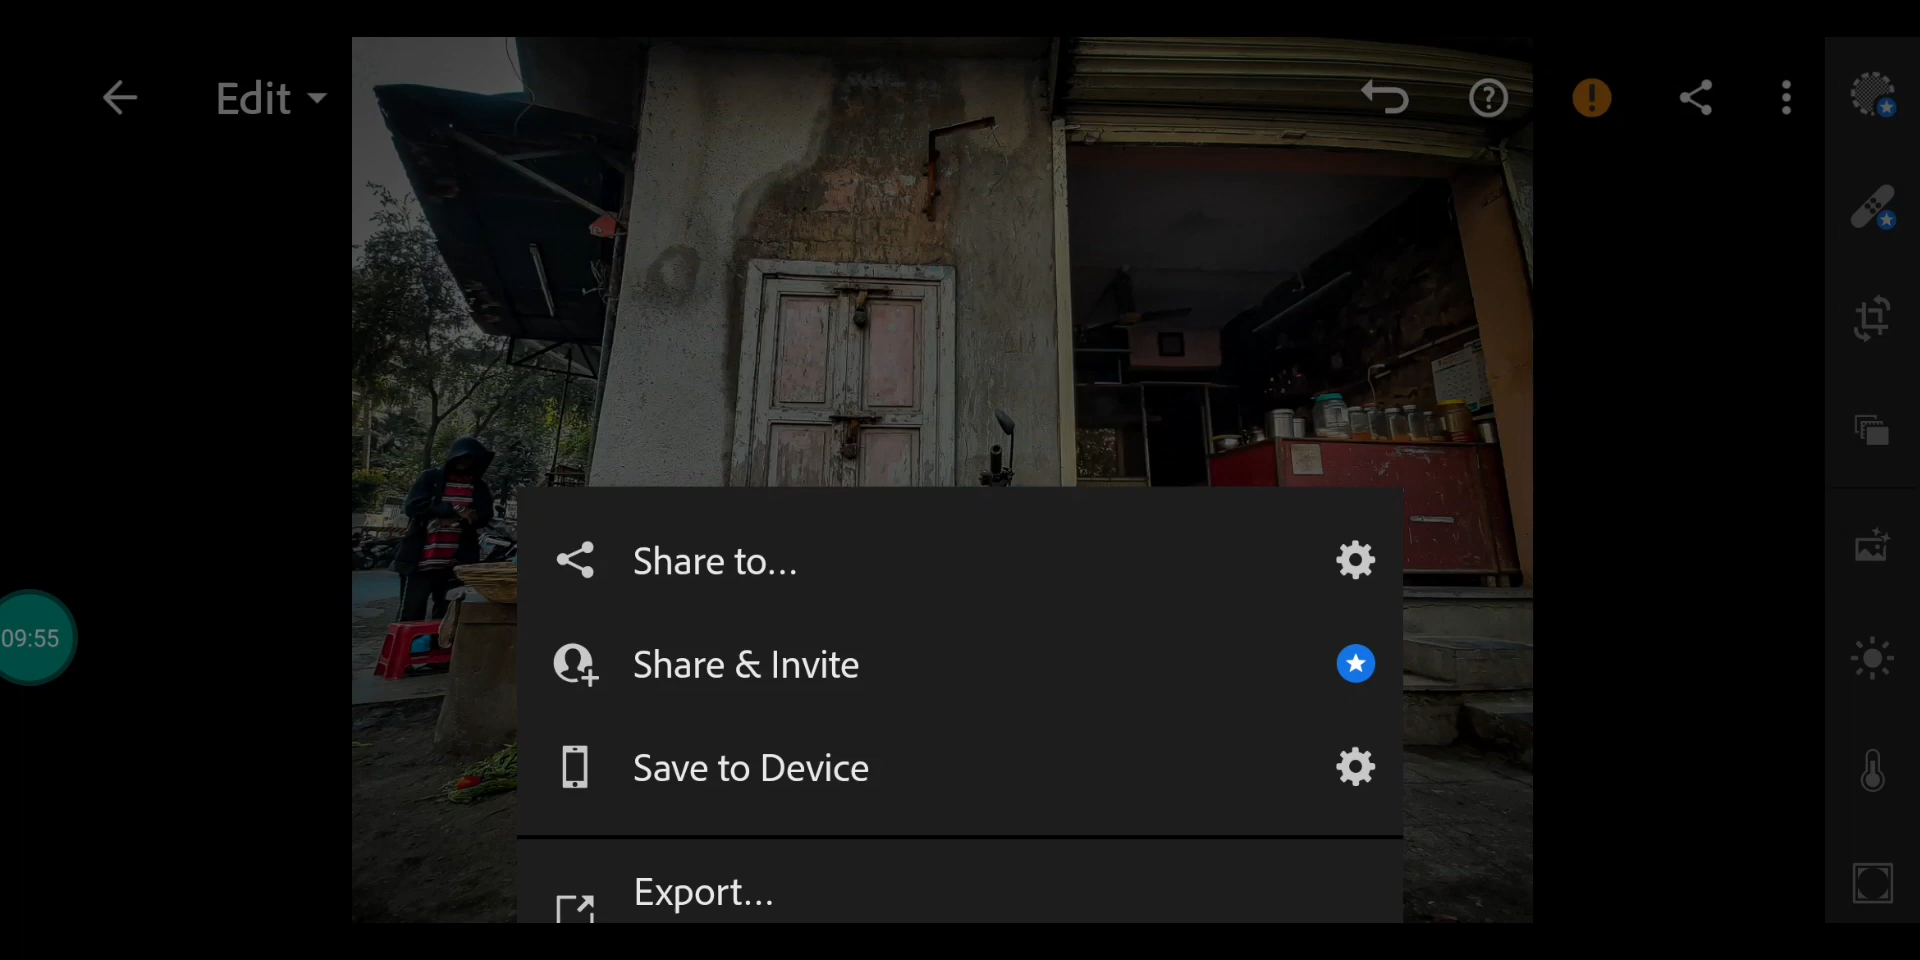 Edit
Share to...
Share & Invite
Save to Device
Export...
09:55